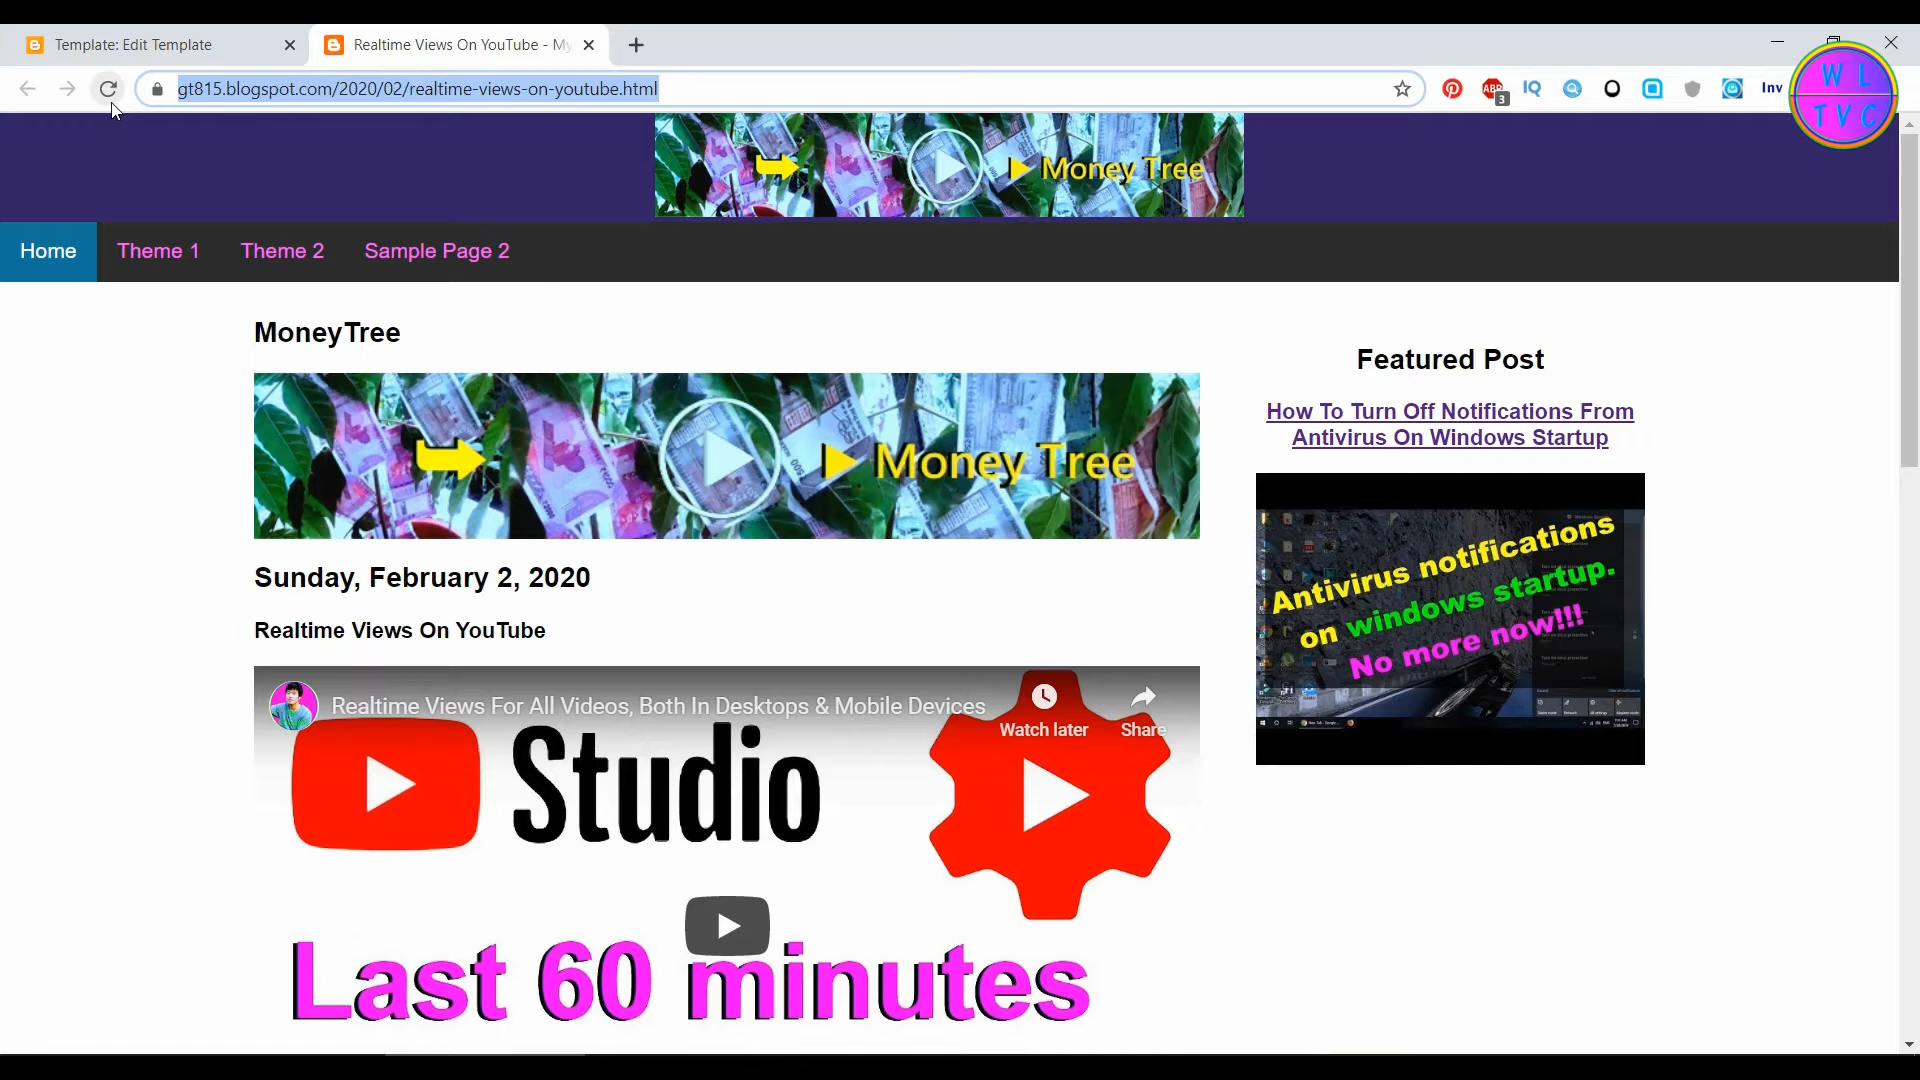 Template: Edit Template
Realtime Views On YouTube - My
gt815.blogspot.com/2020/02/realtime-views-on-youtube.html
ABP
3
IQ
Inv
W L
T V C
Money Tree
Home
Theme 1
Theme 2
Sample Page 2
MoneyTree
Money Tree
Sunday, February 2, 2020
Realtime Views On YouTube
Realtime Views For All Videos, Both In Desktops & Mobile Devices
Watch later
Share
Studio
Last 60 minutes
Featured Post
How To Turn Off Notifications From
Antivirus On Windows Startup
Antivirus notifications
on windows startup.
No more now!!!